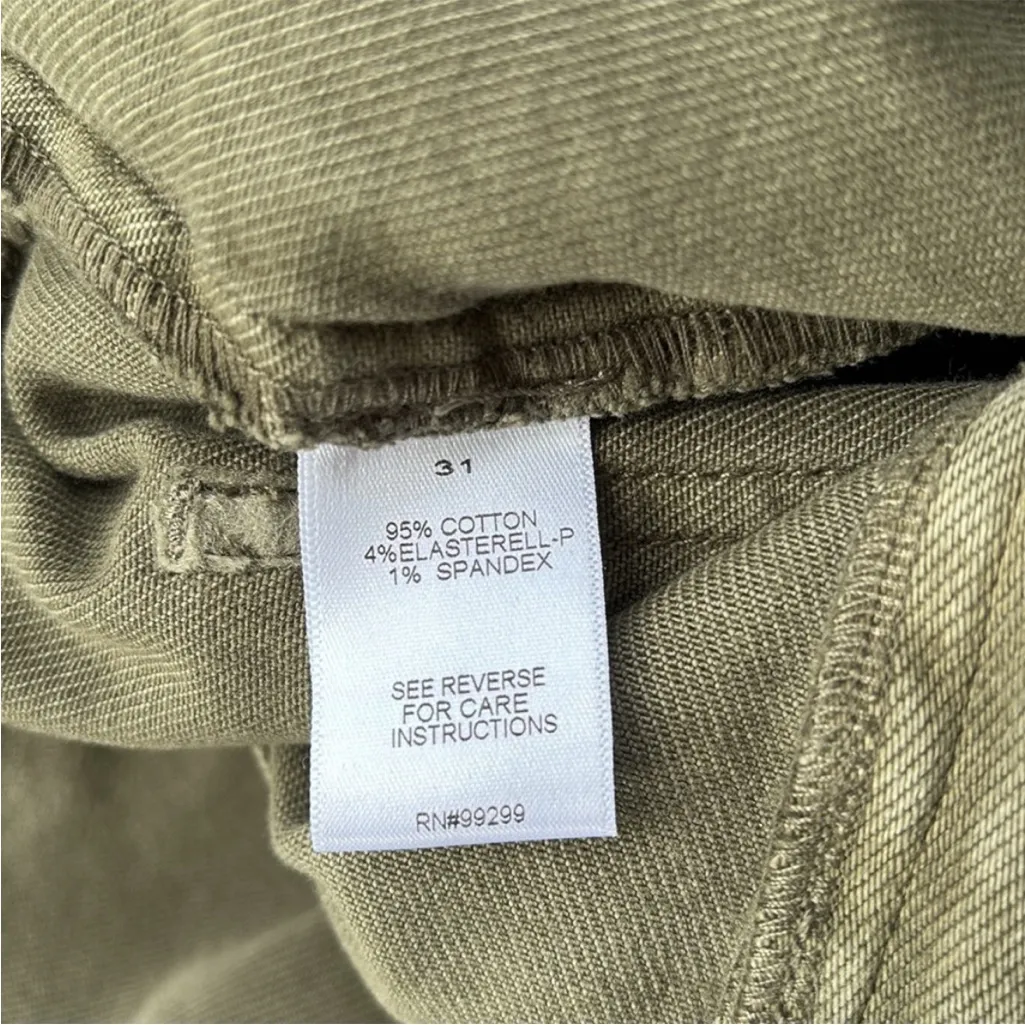 31
95% COTTON
4%ELASTERELL-P
1% SPANDEX
SEE REVERSE
FOR CARE
INSTRUCTIONS
RN#99299